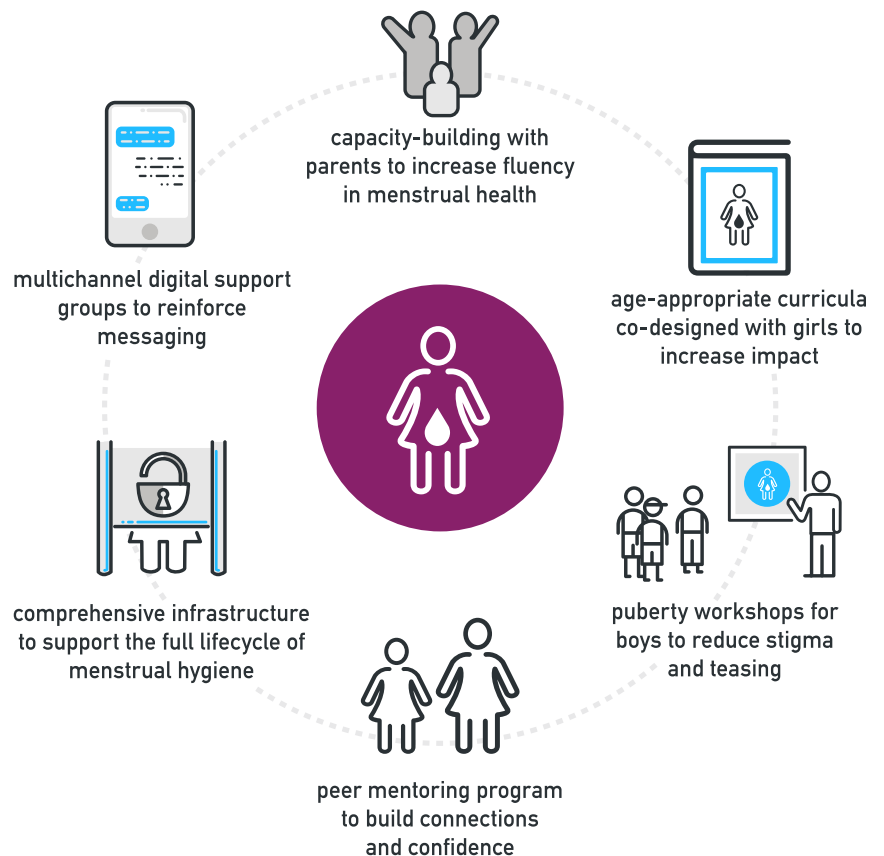 capacity-building with
parents to increase fluency
in menstrual health
age-appropriate curricula
co-designed with girls to
increase impact
puberty workshops for
boys to reduce stigma
and teasing
peer mentoring program
to build connections
and confidence
comprehensive infrastructure
to support the full lifecycle of
menstrual hygiene
multichannel digital support
groups to reinforce
messaging